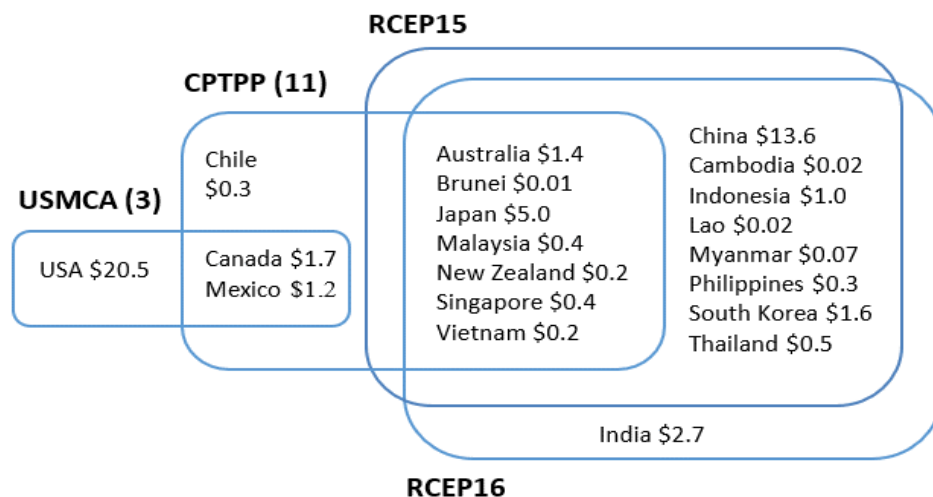 RCEP15
CPTPP (11)
USMCA (3)
USA $20.5
Chile
$0.3
Canada $1.7
Mexico $1.2
Australia $1.4
Brunei $0.01
Japan $5.0
Malaysia $0.4
New Zealand $0.2
Singapore $0.4
Vietnam $0.2
China $13.6
Cambodia $0.02
Indonesia $1.0
Lao $0.02
Myanmar $0.07
Philippines $0.3
South Korea $1.6
Thailand $0.5
India $2.7
RCEP16